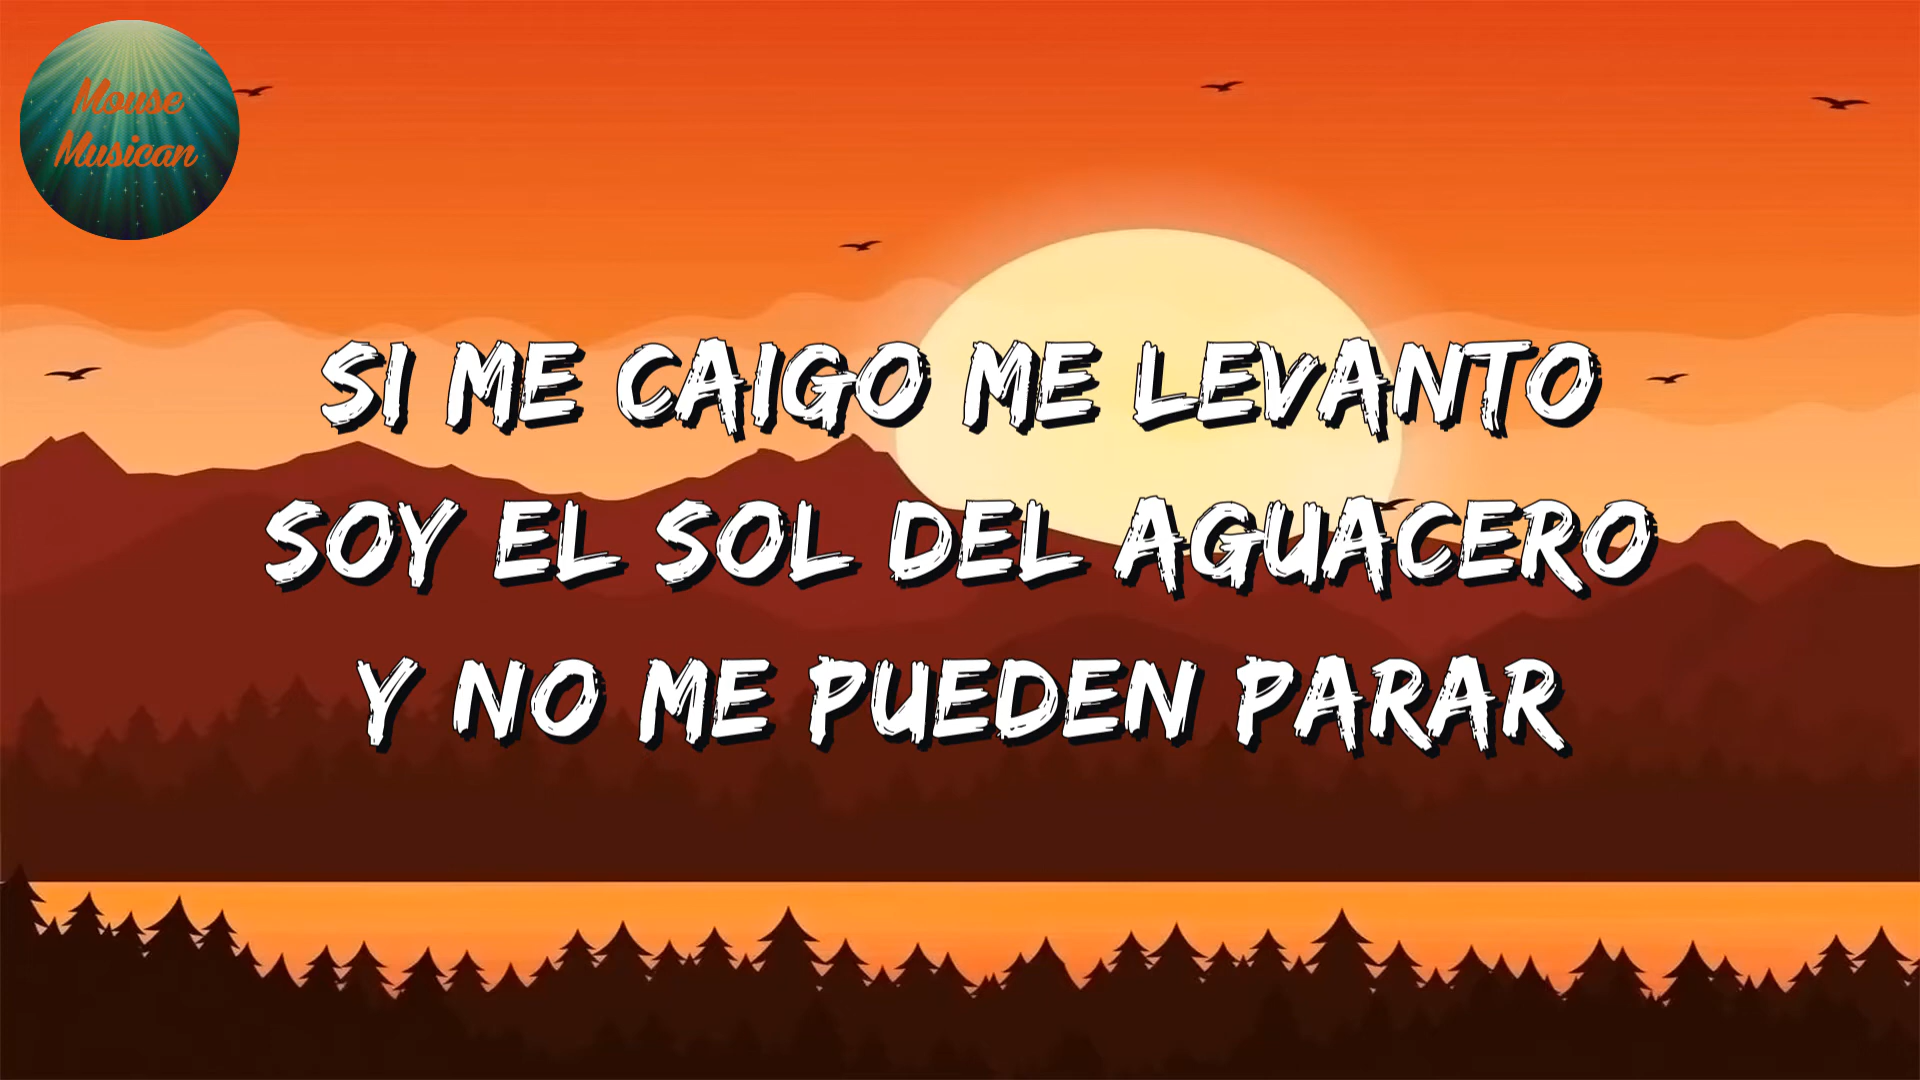 Mouse
Musican
SI ME CAIGO ME LEVANTO
SOY EL SOL DEL AGUACERO
Y NO ME PUEDEN PARAR